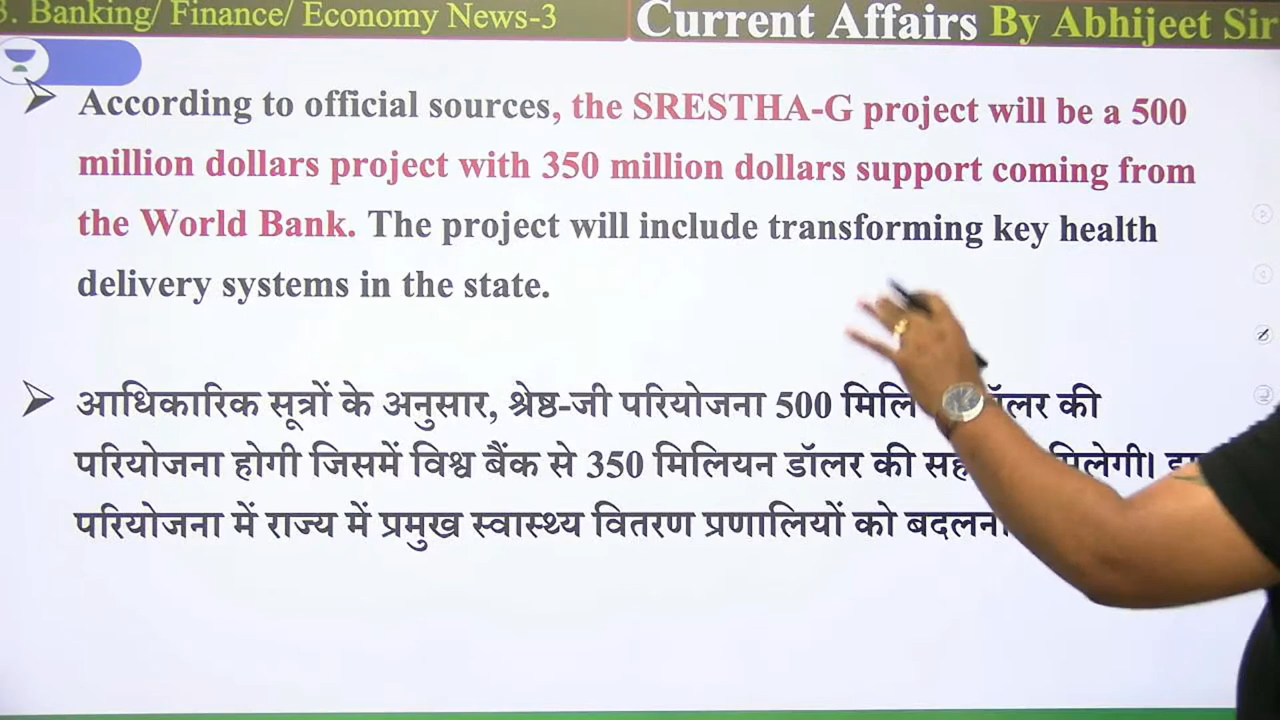 3. Banking/ Finance/ Economy News-3
Current Affairs By Abhijeet Sir
According to official sources, the SRESTHA-G project will be a 500
million dollars project with 350 million dollars support coming from
the World Bank. The project will include transforming key health
delivery systems in the state.
आधिकारिक सूत्रों के अनुसार, श्रेष्ठ-जी परियोजना 500 की
परियोजना होगी जिसमें विश्व बैंक से 350 मिलियन डॉलर की
परियोजना में राज्य में प्रमुख स्वास्थ्य वितरण प्रणालियों को